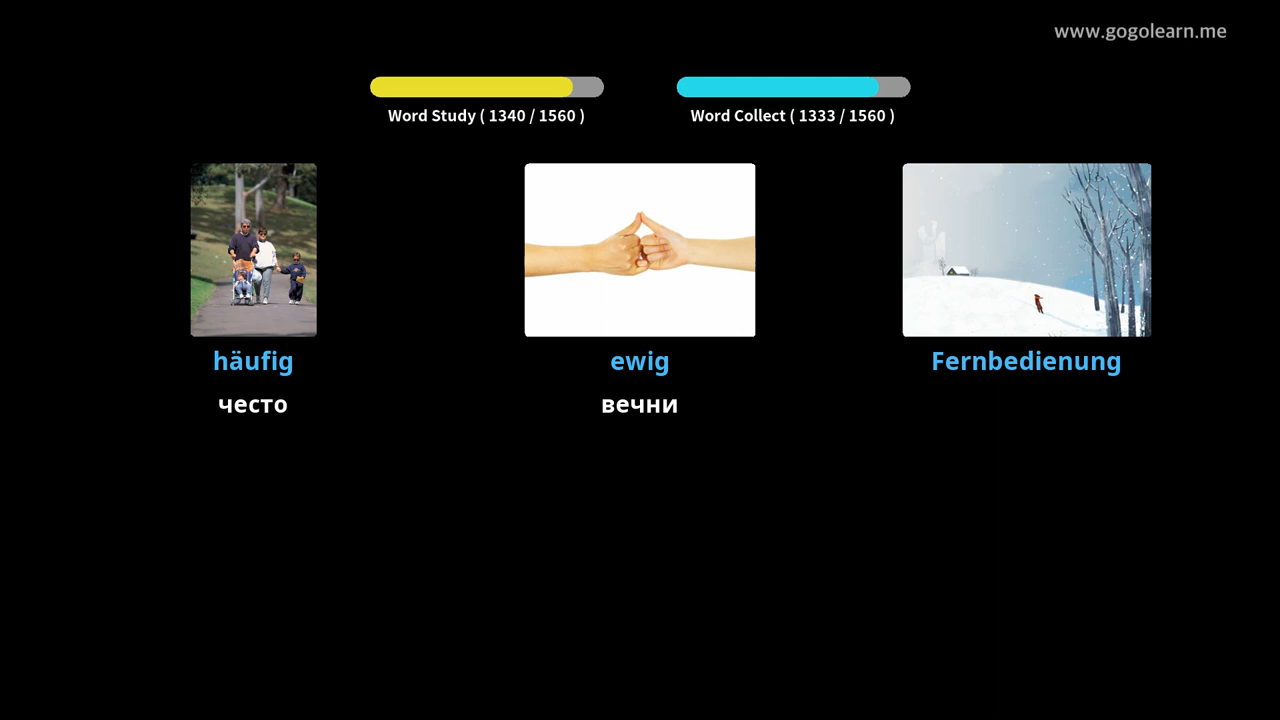 www.gogolearn.me
Word Study ( 1340 / 1560 )
Word Collect ( 1333 / 1560 )
häufig
ewig
Fernbedienung
често
вечни